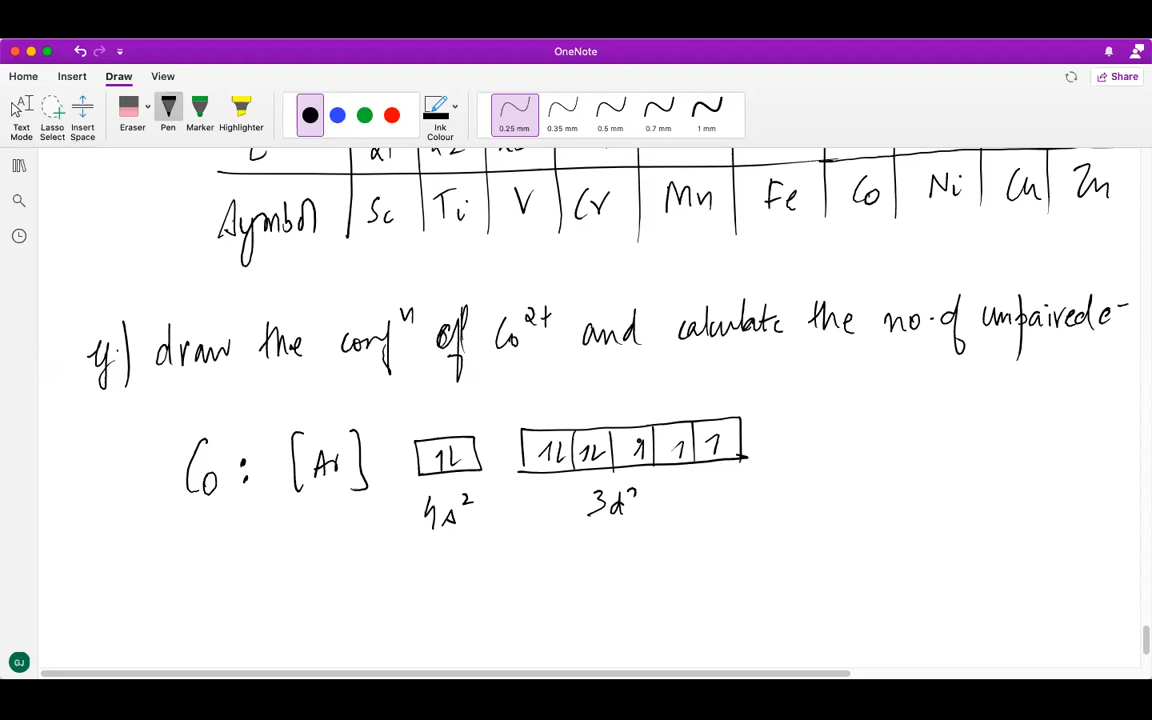 OneNote
Home Insert Draw View Share
Text Mode Lasso Select Insert Space Eraser Pen Marker Highlighter Ink Colour 0.25 mm 0.35 mm 0.5 mm 0.7 mm 1 mm
Symbol Sc Ti V Cr Mn Fe Co Ni Cu Zn
draw the confⁿ of Co²⁺ and calculate the no. of unpaired e⁻
Co : [Ar] 1L 1L 1L 1 1 1
4s² 3d⁷
GJ